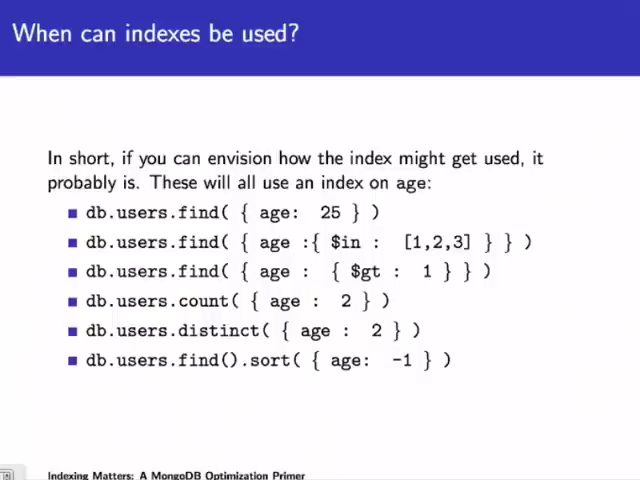 When can indexes be used?
In short, if you can envision how the index might get used, it
probably is. These will all use an index on age:
db.users.find( { age: 25 } )
db.users.find( { age :{ $in : [1,2,3] } } )
db.users.find( { age : { $gt : 1 } } )
db.users.count( { age : 2 } )
db.users.distinct( { age : 2 } )
db.users.find().sort( { age: -1 } )
Indexing Matters: A MongoDB Optimization Primer